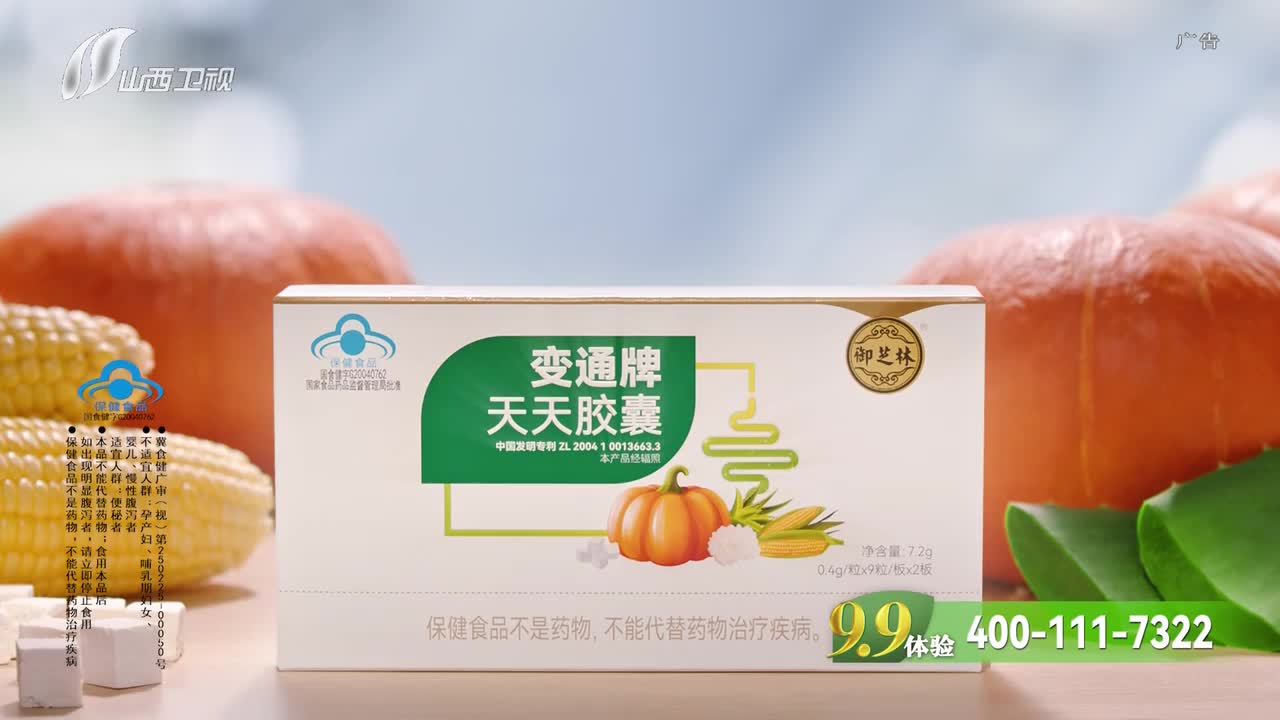 山西卫视
广告
保健食品
国食健字G20040762
国家食品药品监督管理局批准
变通牌
天天胶囊
中国发明专利 ZL 2004 1 0013663.3
本产品经辐照
御芝林
净含量: 7.2g
0.4g/粒x9粒/板x2板
保健食品不是药物，不能代替药物治疗疾病。
保健食品
国食健字G20040762
●冀食健广审（视）第250225-00050号
●不适宜人群：孕产妇、哺乳期妇女、
婴儿、慢性腹泻者
适宜人群：便秘者
●本品不能代替药物；食用本品后
如出现明显腹泻者，请立即停止食用
●保健食品不是药物，不能代替药物治疗疾病
9.9体验
400-111-7322